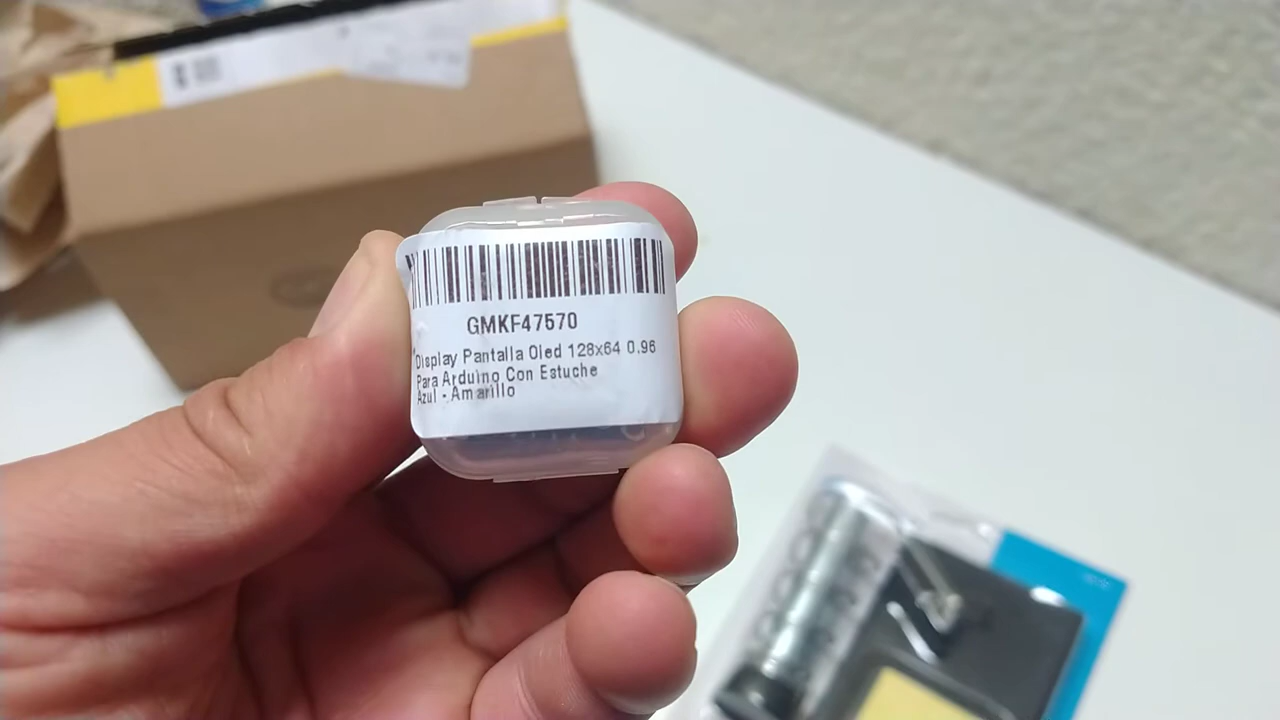 GMKF47570
Display Pantalla Oled 128x64 0.96
Para Arduino Con Estuche
Azul - Amarillo